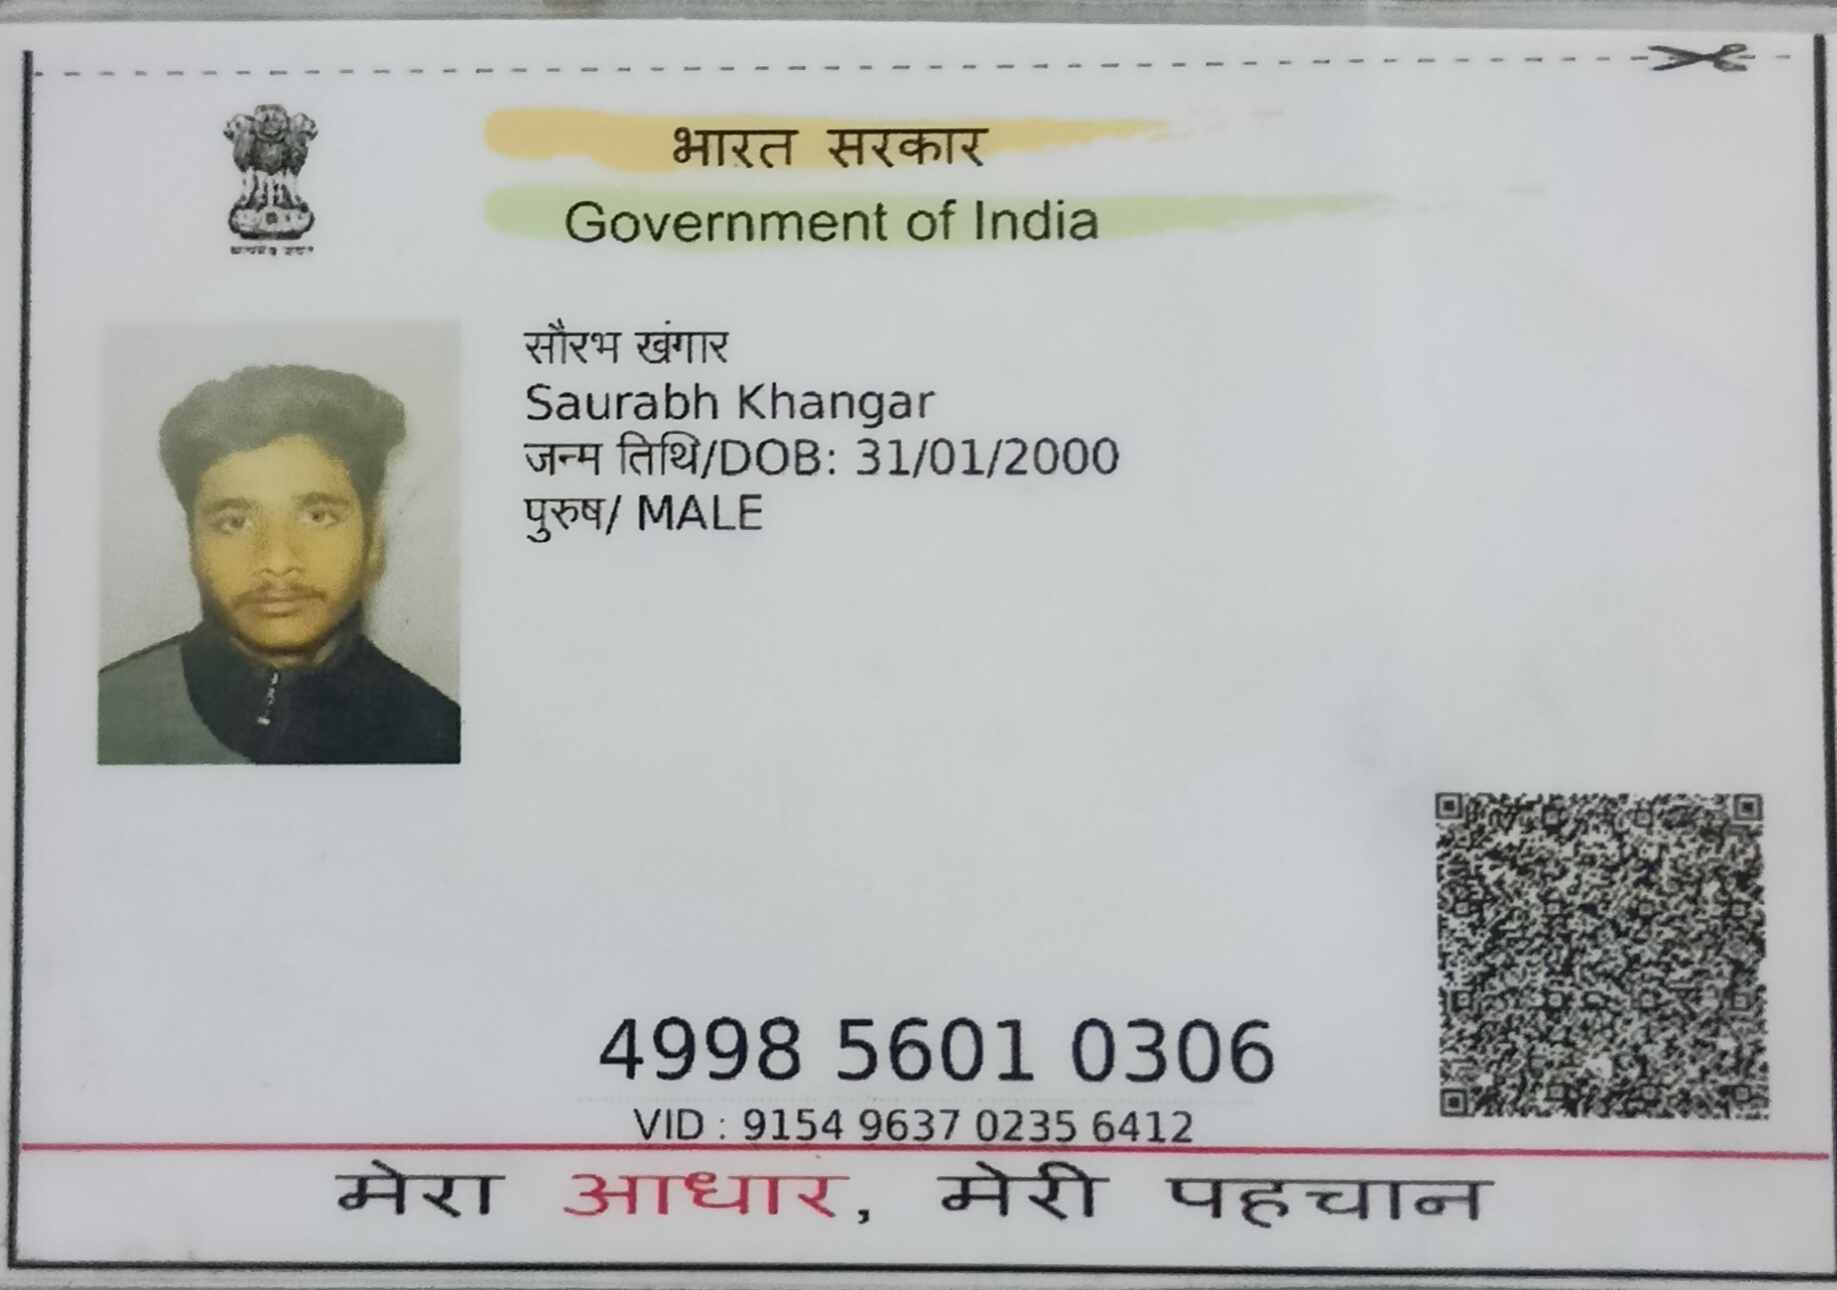 भारत सरकार
Government of India
सौरभ खंगार
Saurabh Khangar
जन्म तिथि/DOB: 31/01/2000
पुरुष/ MALE
4998 5601 0306
VID : 9154 9637 0235 6412
मेरा आधार, मेरी पहचान